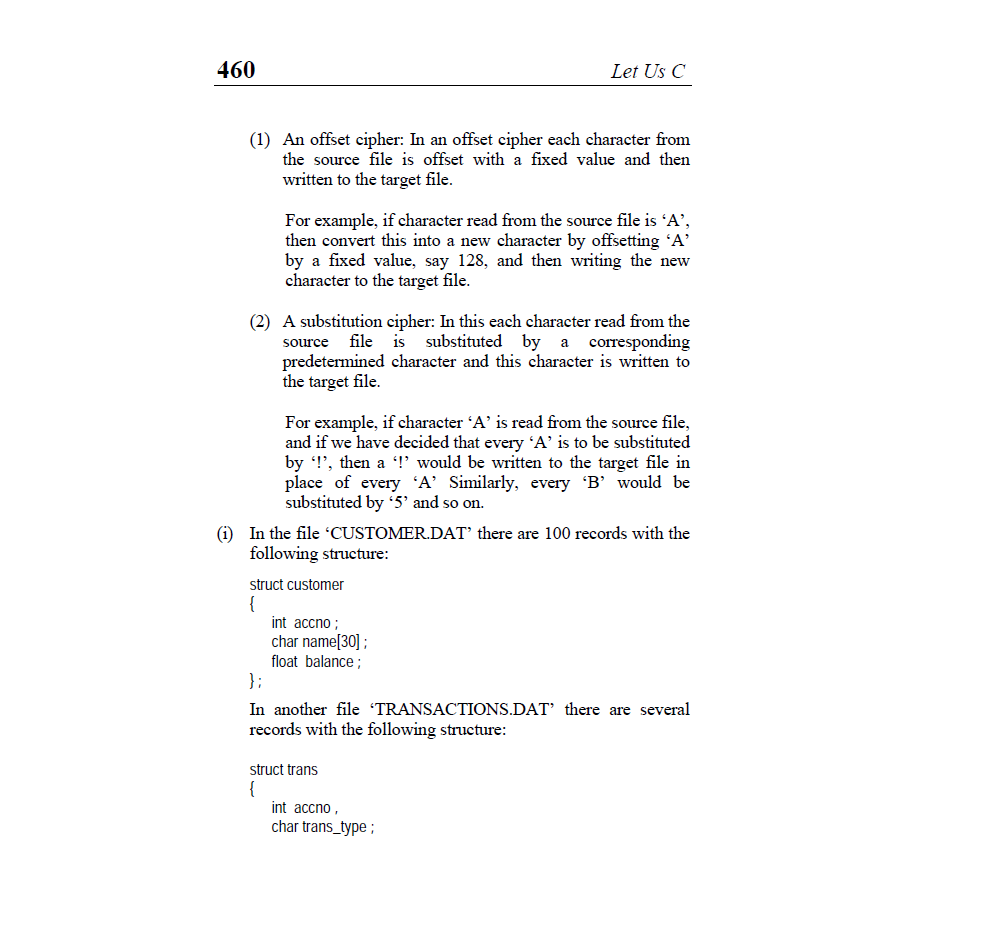 460 Let Us C
(1) An offset cipher: In an offset cipher each character from
the source file is offset with a fixed value and then
written to the target file.
For example, if character read from the source file is ‘A’,
then convert this into a new character by offsetting ‘A’
by a fixed value, say 128, and then writing the new
character to the target file.
(2) A substitution cipher: In this each character read from the
source file is substituted by a corresponding
predetermined character and this character is written to
the target file.
For example, if character ‘A’ is read from the source file,
and if we have decided that every ‘A’ is to be substituted
by ‘!’, then a ‘!’ would be written to the target file in
place of every ‘A’ Similarly, every ‘B’ would be
substituted by ‘5’ and so on.
(i) In the file ‘CUSTOMER.DAT’ there are 100 records with the
following structure:
struct customer
{
int accno ;
char name[30] ;
float balance ;
} ;
In another file ‘TRANSACTIONS.DAT’ there are several
records with the following structure:
struct trans
{
int accno ,
char trans_type ;